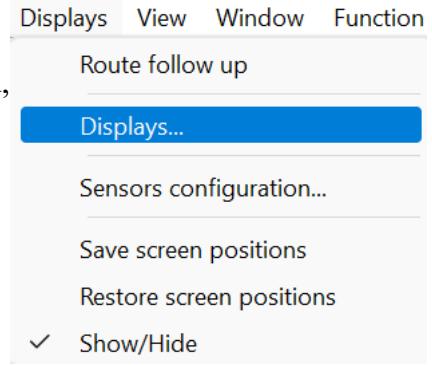 Displays View Window Function
Route follow up
Displays...
Sensors configuration...
Save screen positions
Restore screen positions
Show/Hide